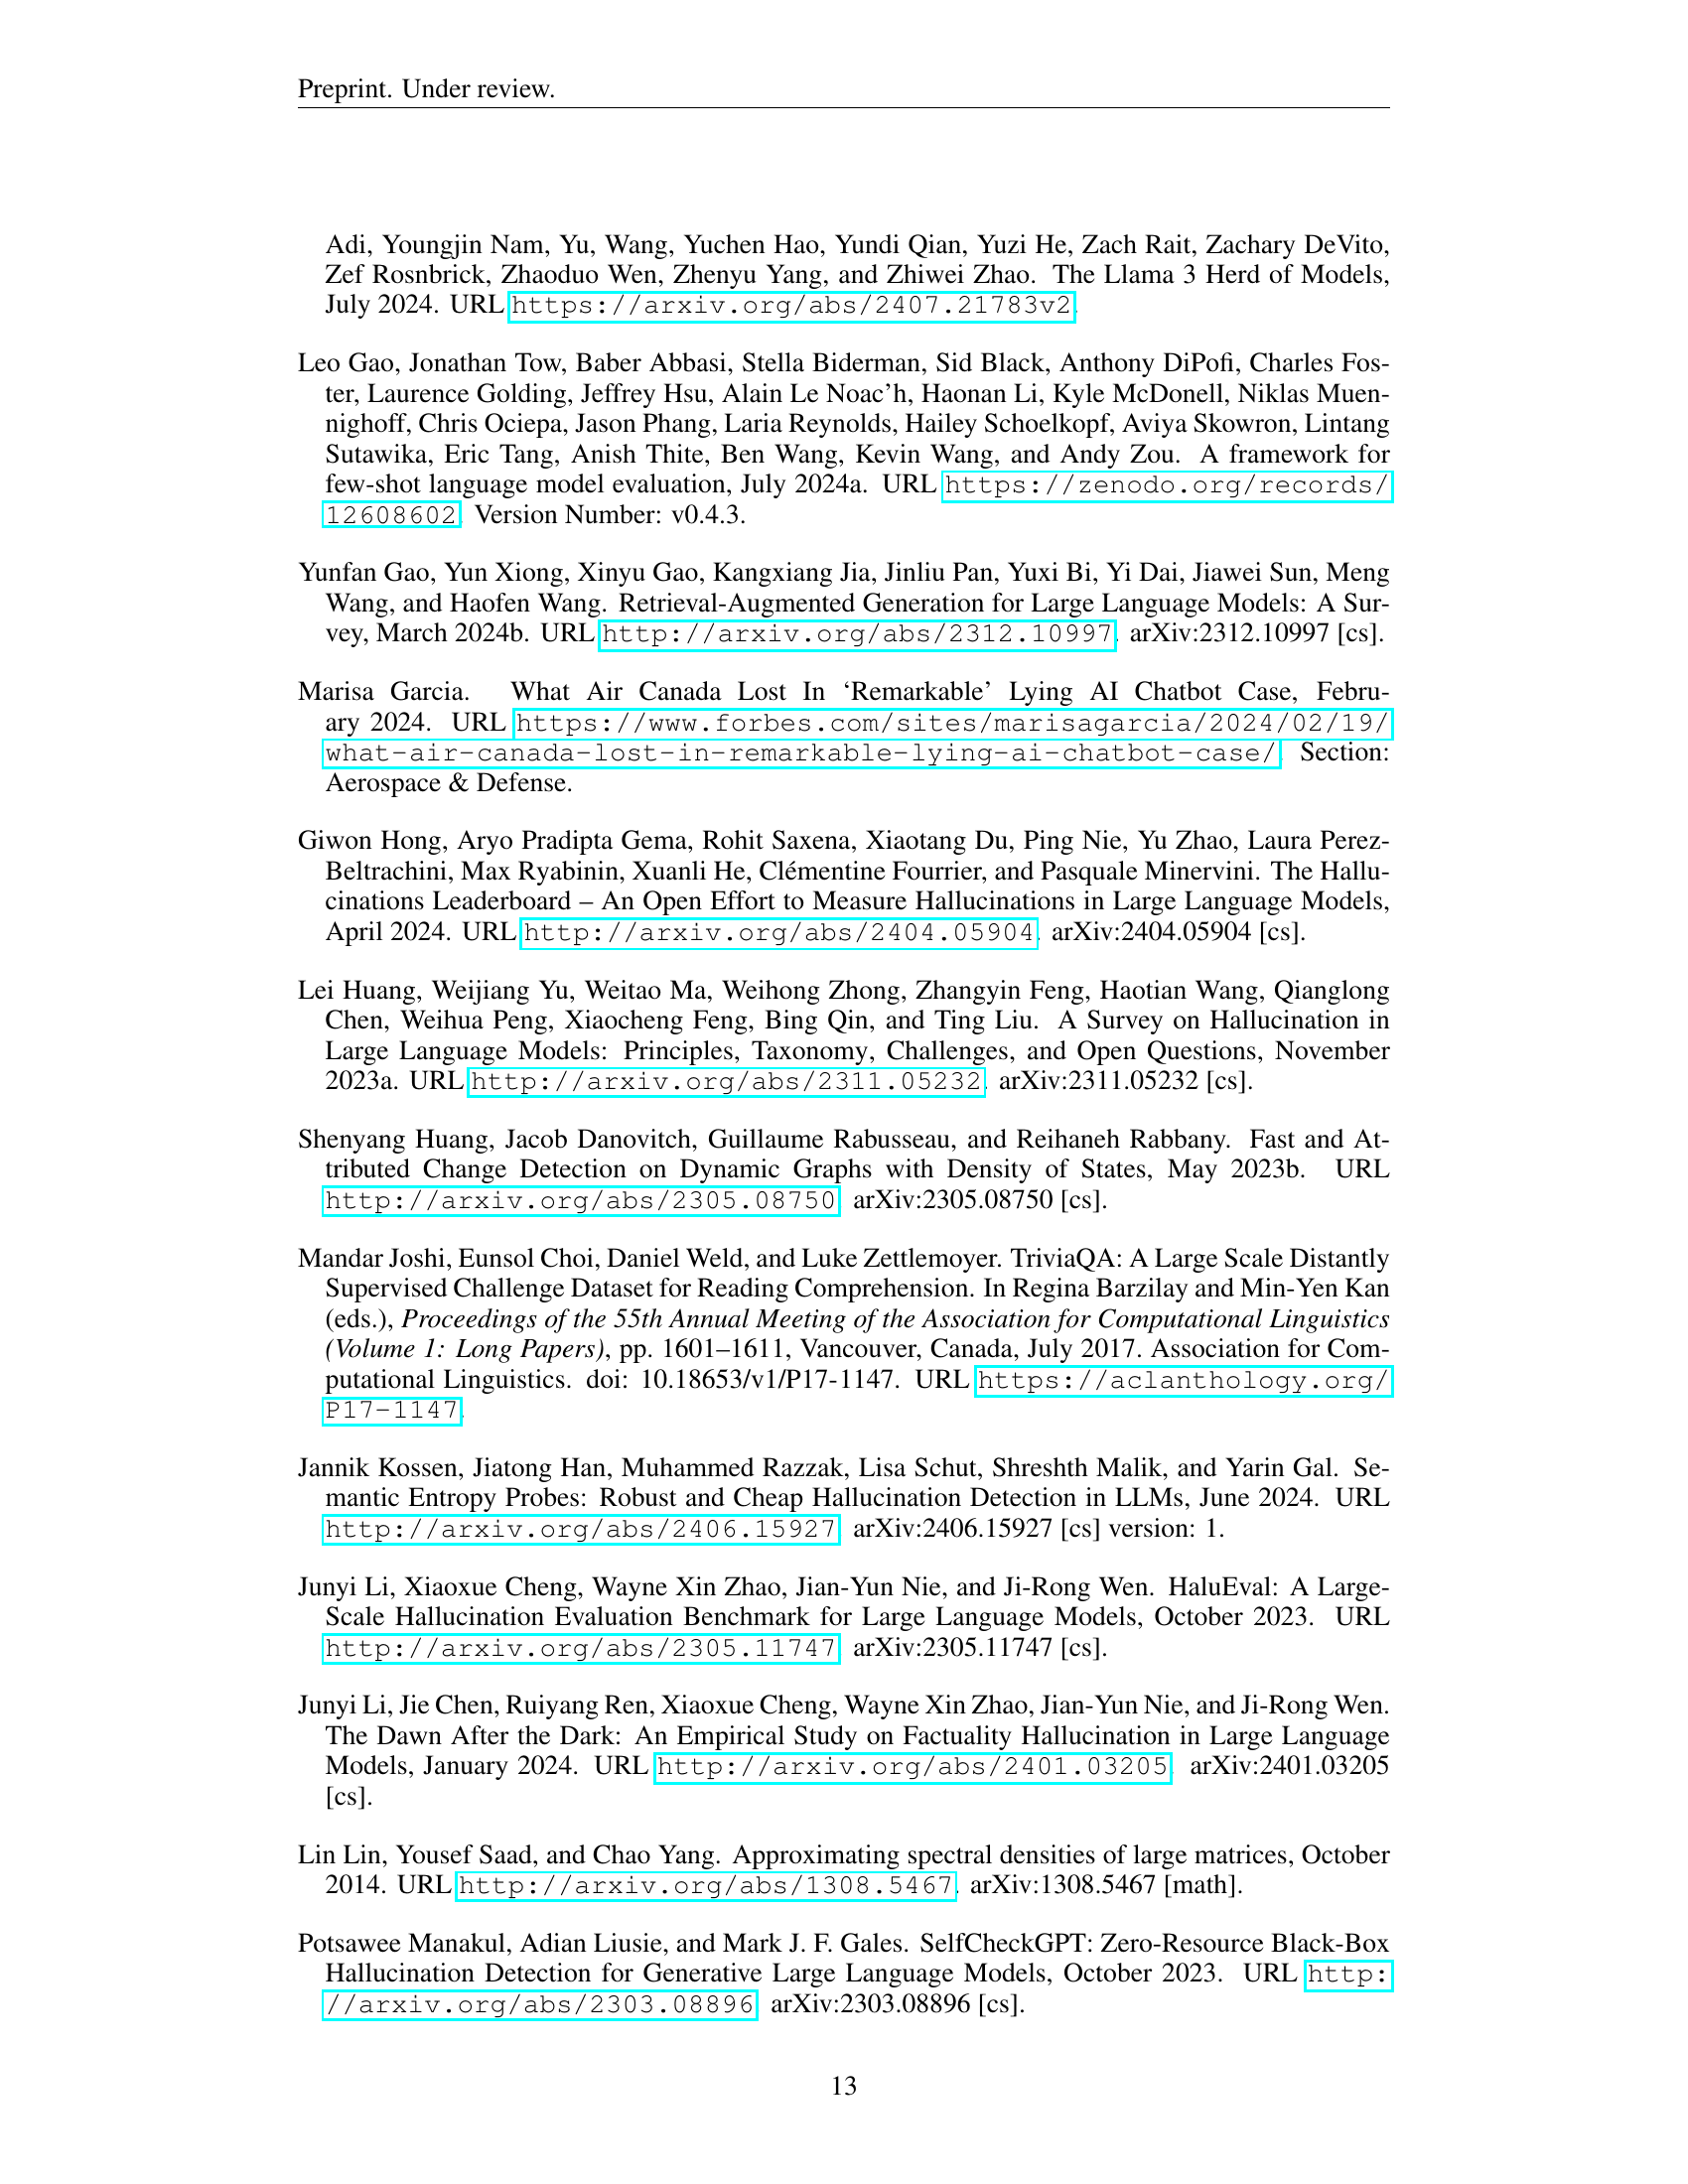 Preprint. Under review.
Adi, Youngjin Nam, Yu, Wang, Yuchen Hao, Yundi Qian, Yuzi He, Zach Rait, Zachary DeVito,
Zef Rosnbrick, Zhaoduo Wen, Zhenyu Yang, and Zhiwei Zhao. The Llama 3 Herd of Models,
July 2024. URL https://arxiv.org/abs/2407.21783v2.
Leo Gao, Jonathan Tow, Baber Abbasi, Stella Biderman, Sid Black, Anthony DiPofi, Charles Fos-
ter, Laurence Golding, Jeffrey Hsu, Alain Le Noac'h, Haonan Li, Kyle McDonell, Niklas Muen-
nighoff, Chris Ociepa, Jason Phang, Laria Reynolds, Hailey Schoelkopf, Aviya Skowron, Lintang
Sutawika, Eric Tang, Anish Thite, Ben Wang, Kevin Wang, and Andy Zou. A framework for
few-shot language model evaluation, July 2024a. URL https://zenodo.org/records/
12608602. Version Number: v0.4.3.
Yunfan Gao, Yun Xiong, Xinyu Gao, Kangxiang Jia, Jinliu Pan, Yuxi Bi, Yi Dai, Jiawei Sun, Meng
Wang, and Haofen Wang. Retrieval-Augmented Generation for Large Language Models: A Sur-
vey, March 2024b. URL http://arxiv.org/abs/2312.10997. arXiv:2312.10997 [cs].
Marisa Garcia. What Air Canada Lost In ‘Remarkable’ Lying AI Chatbot Case, Febru-
ary 2024. URL https://www.forbes.com/sites/marisagarcia/2024/02/19/
what-air-canada-lost-in-remarkable-lying-ai-chatbot-case/. Section:
Aerospace & Defense.
Giwon Hong, Aryo Pradipta Gema, Rohit Saxena, Xiaotang Du, Ping Nie, Yu Zhao, Laura Perez-
Beltrachini, Max Ryabinin, Xuanli He, Clémentine Fourrier, and Pasquale Minervini. The Hallu-
cinations Leaderboard – An Open Effort to Measure Hallucinations in Large Language Models,
April 2024. URL http://arxiv.org/abs/2404.05904. arXiv:2404.05904 [cs].
Lei Huang, Weijiang Yu, Weitao Ma, Weihong Zhong, Zhangyin Feng, Haotian Wang, Qianglong
Chen, Weihua Peng, Xiaocheng Feng, Bing Qin, and Ting Liu. A Survey on Hallucination in
Large Language Models: Principles, Taxonomy, Challenges, and Open Questions, November
2023a. URL http://arxiv.org/abs/2311.05232. arXiv:2311.05232 [cs].
Shenyang Huang, Jacob Danovitch, Guillaume Rabusseau, and Reihaneh Rabbany. Fast and At-
tributed Change Detection on Dynamic Graphs with Density of States, May 2023b. URL
http://arxiv.org/abs/2305.08750. arXiv:2305.08750 [cs].
Mandar Joshi, Eunsol Choi, Daniel Weld, and Luke Zettlemoyer. TriviaQA: A Large Scale Distantly
Supervised Challenge Dataset for Reading Comprehension. In Regina Barzilay and Min-Yen Kan
(eds.), Proceedings of the 55th Annual Meeting of the Association for Computational Linguistics
(Volume 1: Long Papers), pp. 1601–1611, Vancouver, Canada, July 2017. Association for Com-
putational Linguistics. doi: 10.18653/v1/P17-1147. URL https://aclanthology.org/
P17-1147.
Jannik Kossen, Jiatong Han, Muhammed Razzak, Lisa Schut, Shreshth Malik, and Yarin Gal. Se-
mantic Entropy Probes: Robust and Cheap Hallucination Detection in LLMs, June 2024. URL
http://arxiv.org/abs/2406.15927. arXiv:2406.15927 [cs] version: 1.
Junyi Li, Xiaoxue Cheng, Wayne Xin Zhao, Jian-Yun Nie, and Ji-Rong Wen. HaluEval: A Large-
Scale Hallucination Evaluation Benchmark for Large Language Models, October 2023. URL
http://arxiv.org/abs/2305.11747. arXiv:2305.11747 [cs].
Junyi Li, Jie Chen, Ruiyang Ren, Xiaoxue Cheng, Wayne Xin Zhao, Jian-Yun Nie, and Ji-Rong Wen.
The Dawn After the Dark: An Empirical Study on Factuality Hallucination in Large Language
Models, January 2024. URL http://arxiv.org/abs/2401.03205. arXiv:2401.03205
[cs].
Lin Lin, Yousef Saad, and Chao Yang. Approximating spectral densities of large matrices, October
2014. URL http://arxiv.org/abs/1308.5467. arXiv:1308.5467 [math].
Potsawee Manakul, Adian Liusie, and Mark J. F. Gales. SelfCheckGPT: Zero-Resource Black-Box
Hallucination Detection for Generative Large Language Models, October 2023. URL http:
//arxiv.org/abs/2303.08896. arXiv:2303.08896 [cs].
13